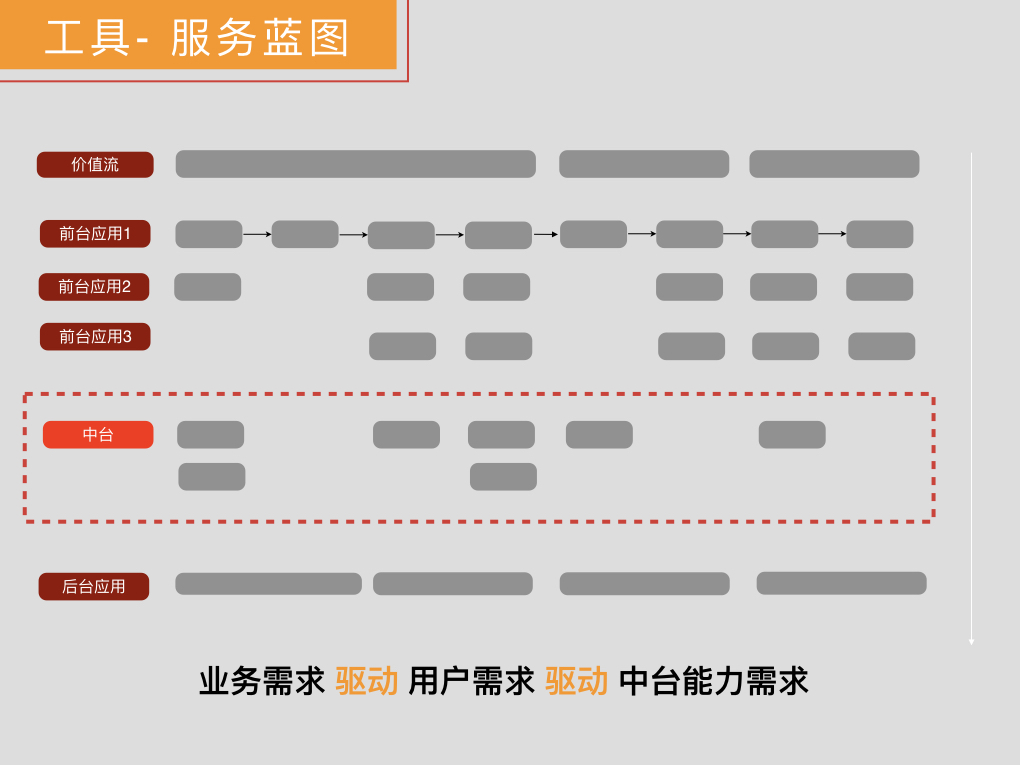 工具- 服务蓝图
价值流
前台应用1
前台应用2
前台应用3
中台
后台应用
业务需求 驱动 用户需求 驱动 中台能力需求